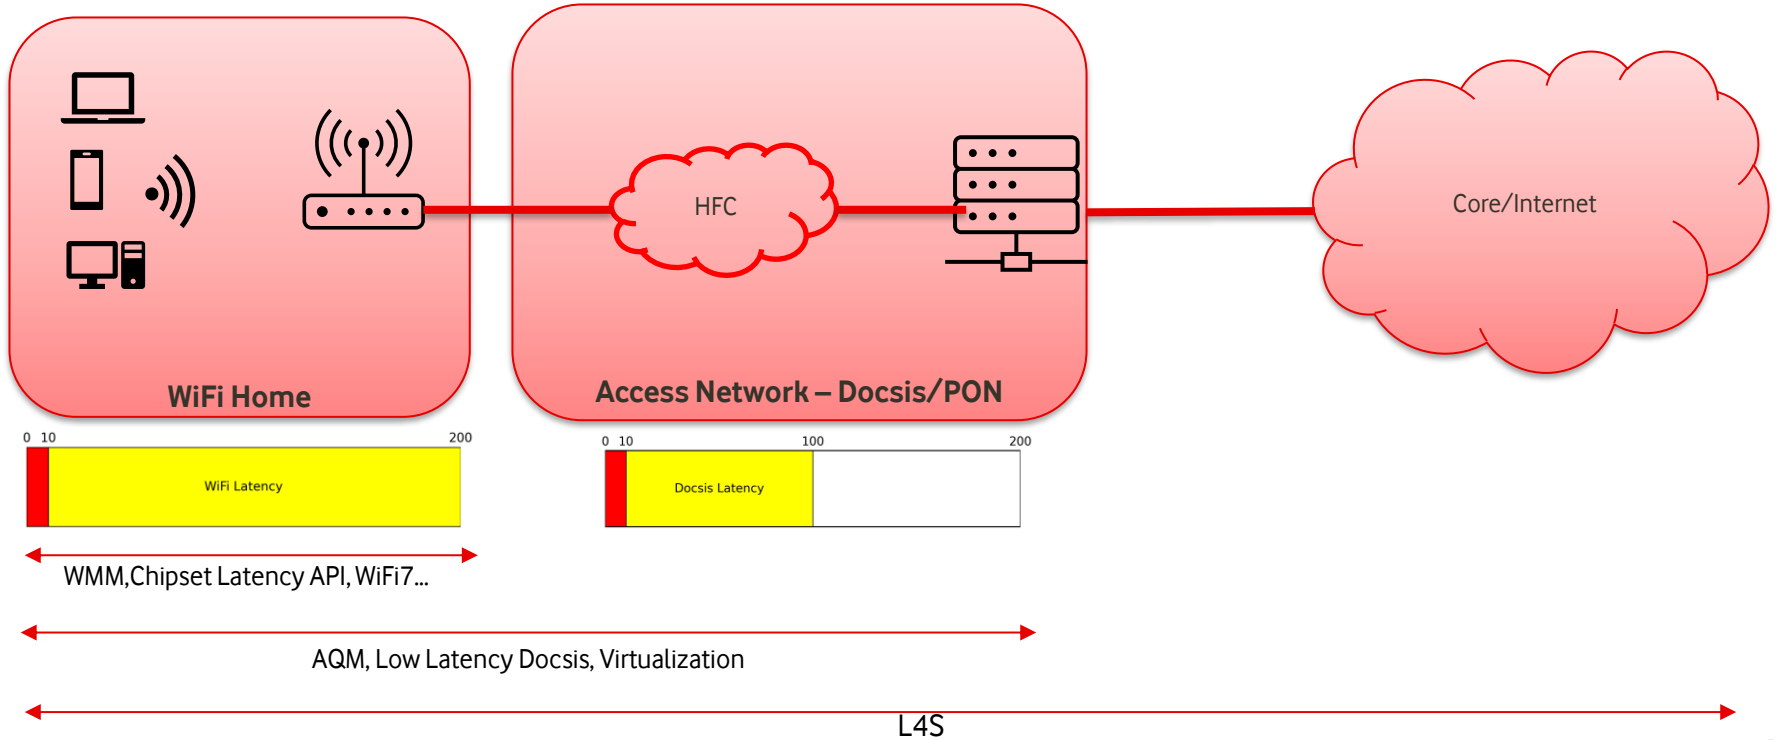 HFC
Core/Internet
WiFi Home
Access Network – Docsis/PON
0 10 200
WiFi Latency
0 10 100 200
Docsis Latency
WMM,Chipset Latency API, WiFi7...
AQM, Low Latency Docsis, Virtualization
L4S